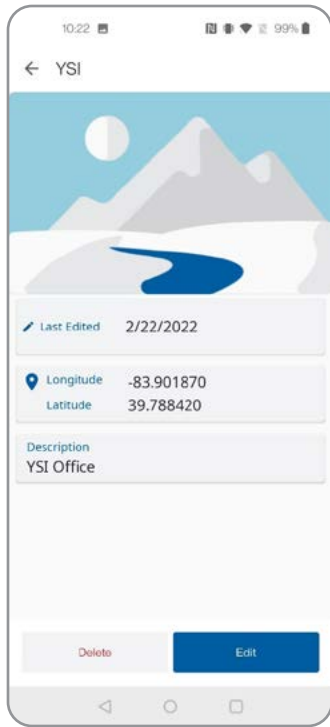 10:22 99%
YSI
Last Edited 2/22/2022
Longitude -83.901870
Latitude 39.788420
Description
YSI Office
Delete Edit